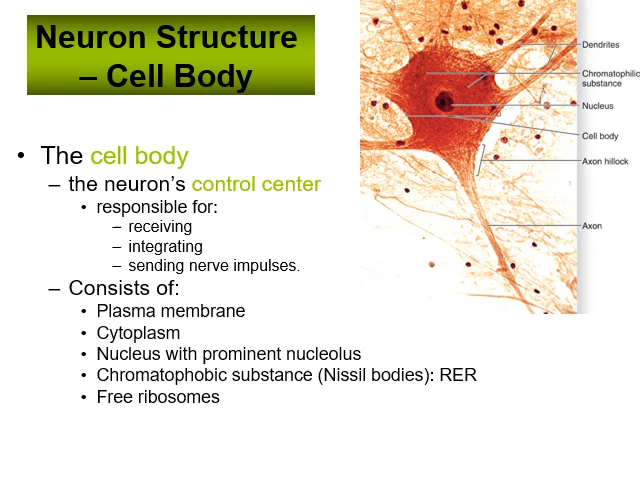 Neuron Structure
– Cell Body
• The cell body
– the neuron's control center
• responsible for:
– receiving
– integrating
– sending nerve impulses.
– Consists of:
• Plasma membrane
• Cytoplasm
• Nucleus with prominent nucleolus
• Chromatophobic substance (Nissil bodies): RER
• Free ribosomes
Dendrites
Chromatophilic
substance
Nucleus
Cell body
Axon hillock
Axon